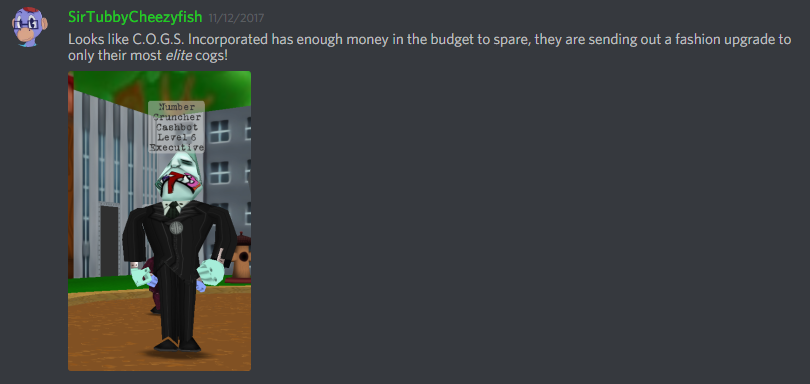 SirTubbyCheezyfish 11/12/2017
Looks like C.O.G.S. Incorporated has enough money in the budget to spare, they are sending out a fashion upgrade to
only their most elite cogs!
Number
Cruncher
Cashbot
Level 6
Executive